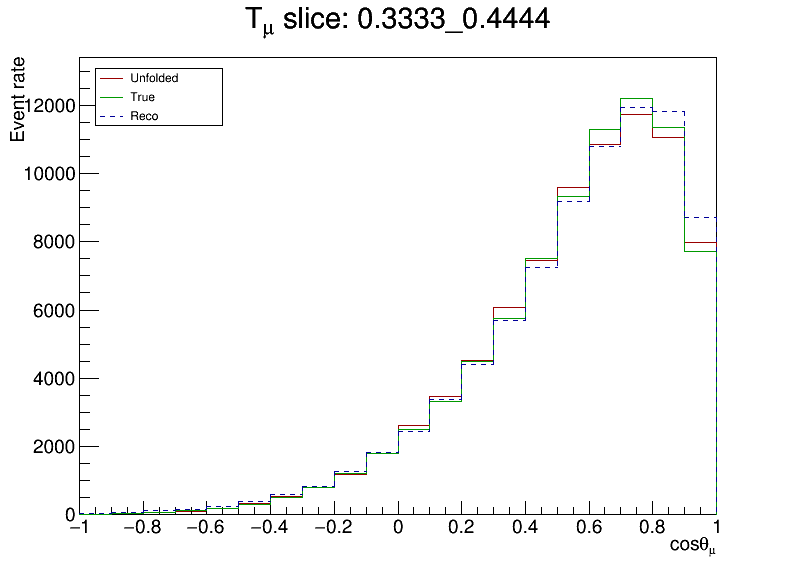 Tμ slice: 0.3333_0.4444
Event rate
Unfolded
True
Reco
12000
10000
8000
6000
4000
2000
0
−1 −0.8 −0.6 −0.4 −0.2 0 0.2 0.4 0.6 0.8 1
cosθμ